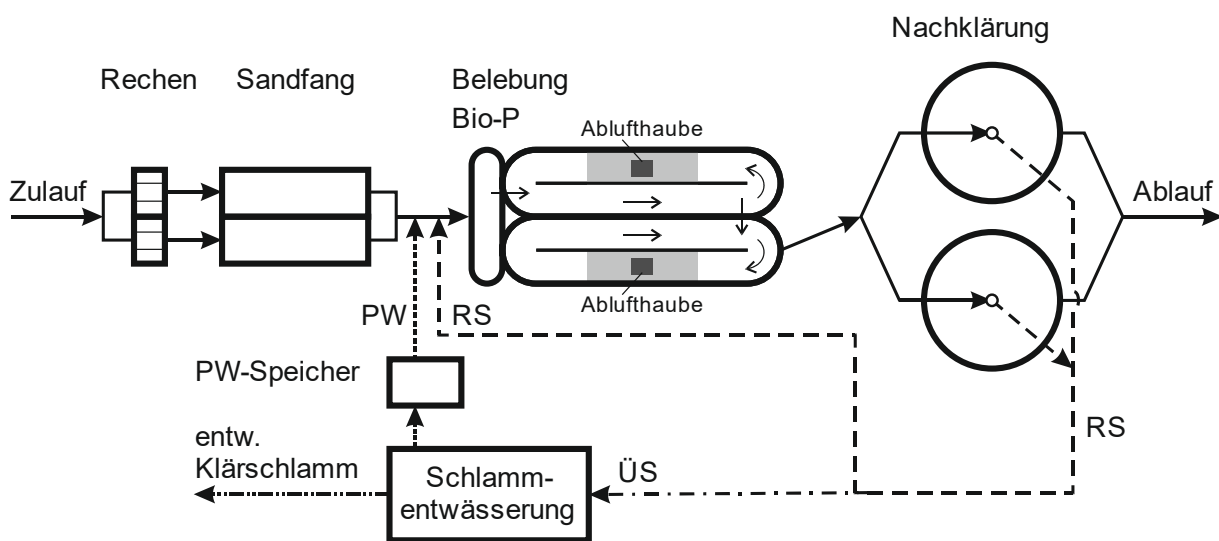 Nachklärung
Rechen
Sandfang
Belebung
Bio-P
Ablufthaube
Zulauf
Ablauf
Ablufthaube
PW
RS
PW-Speicher
RS
entw.
Klärschlamm
ÜS
Schlamm-
entwässerung